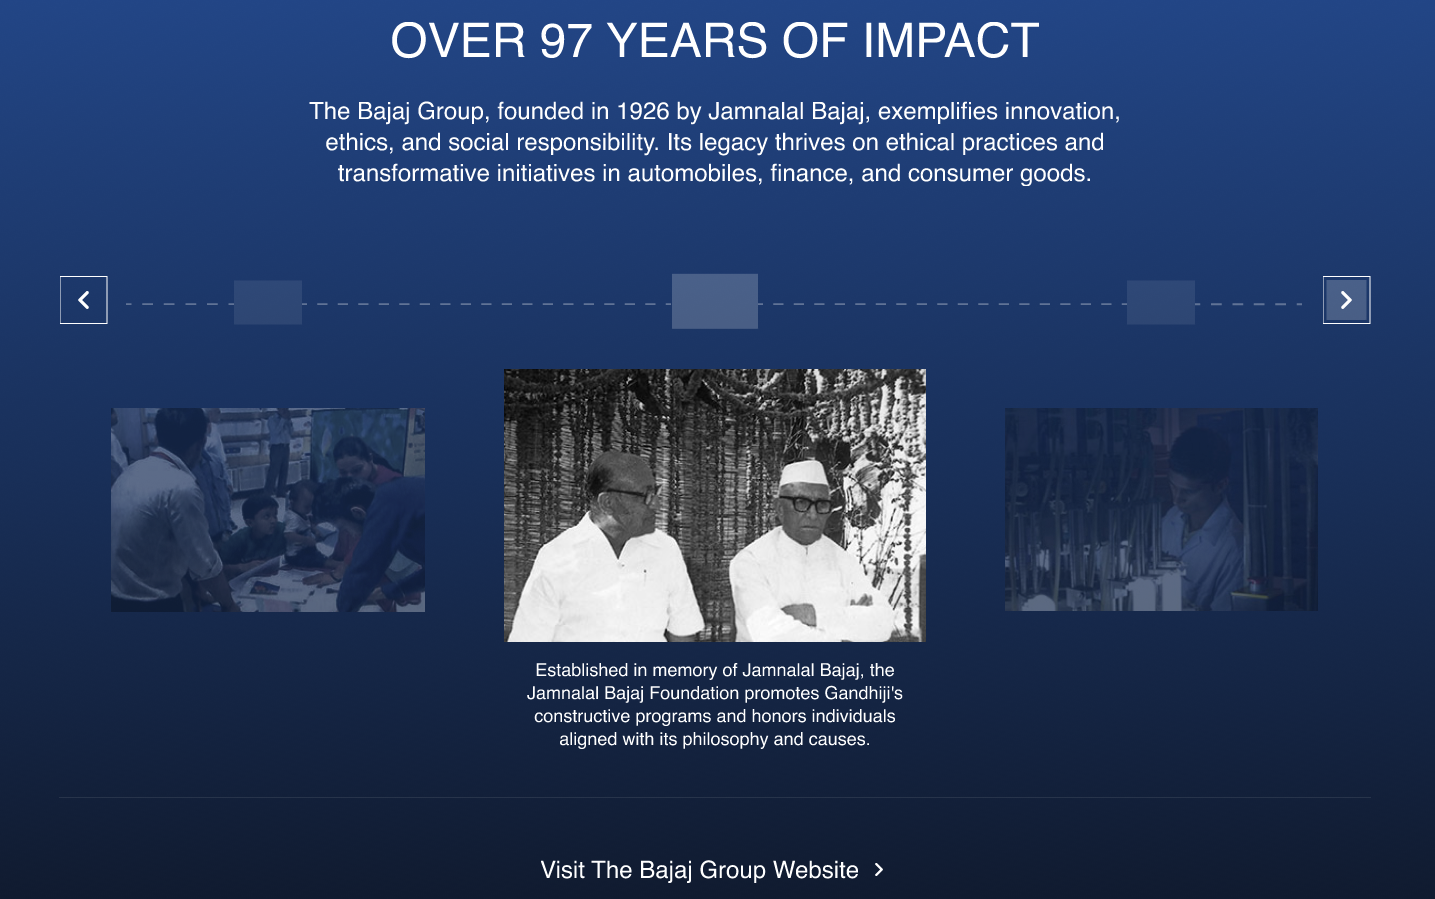 OVER 97 YEARS OF IMPACT
The Bajaj Group, founded in 1926 by Jamnalal Bajaj, exemplifies innovation,
ethics, and social responsibility. Its legacy thrives on ethical practices and
transformative initiatives in automobiles, finance, and consumer goods.
Established in memory of Jamnalal Bajaj, the
Jamnalal Bajaj Foundation promotes Gandhiji's
constructive programs and honors individuals
aligned with its philosophy and causes.
Visit The Bajaj Group Website